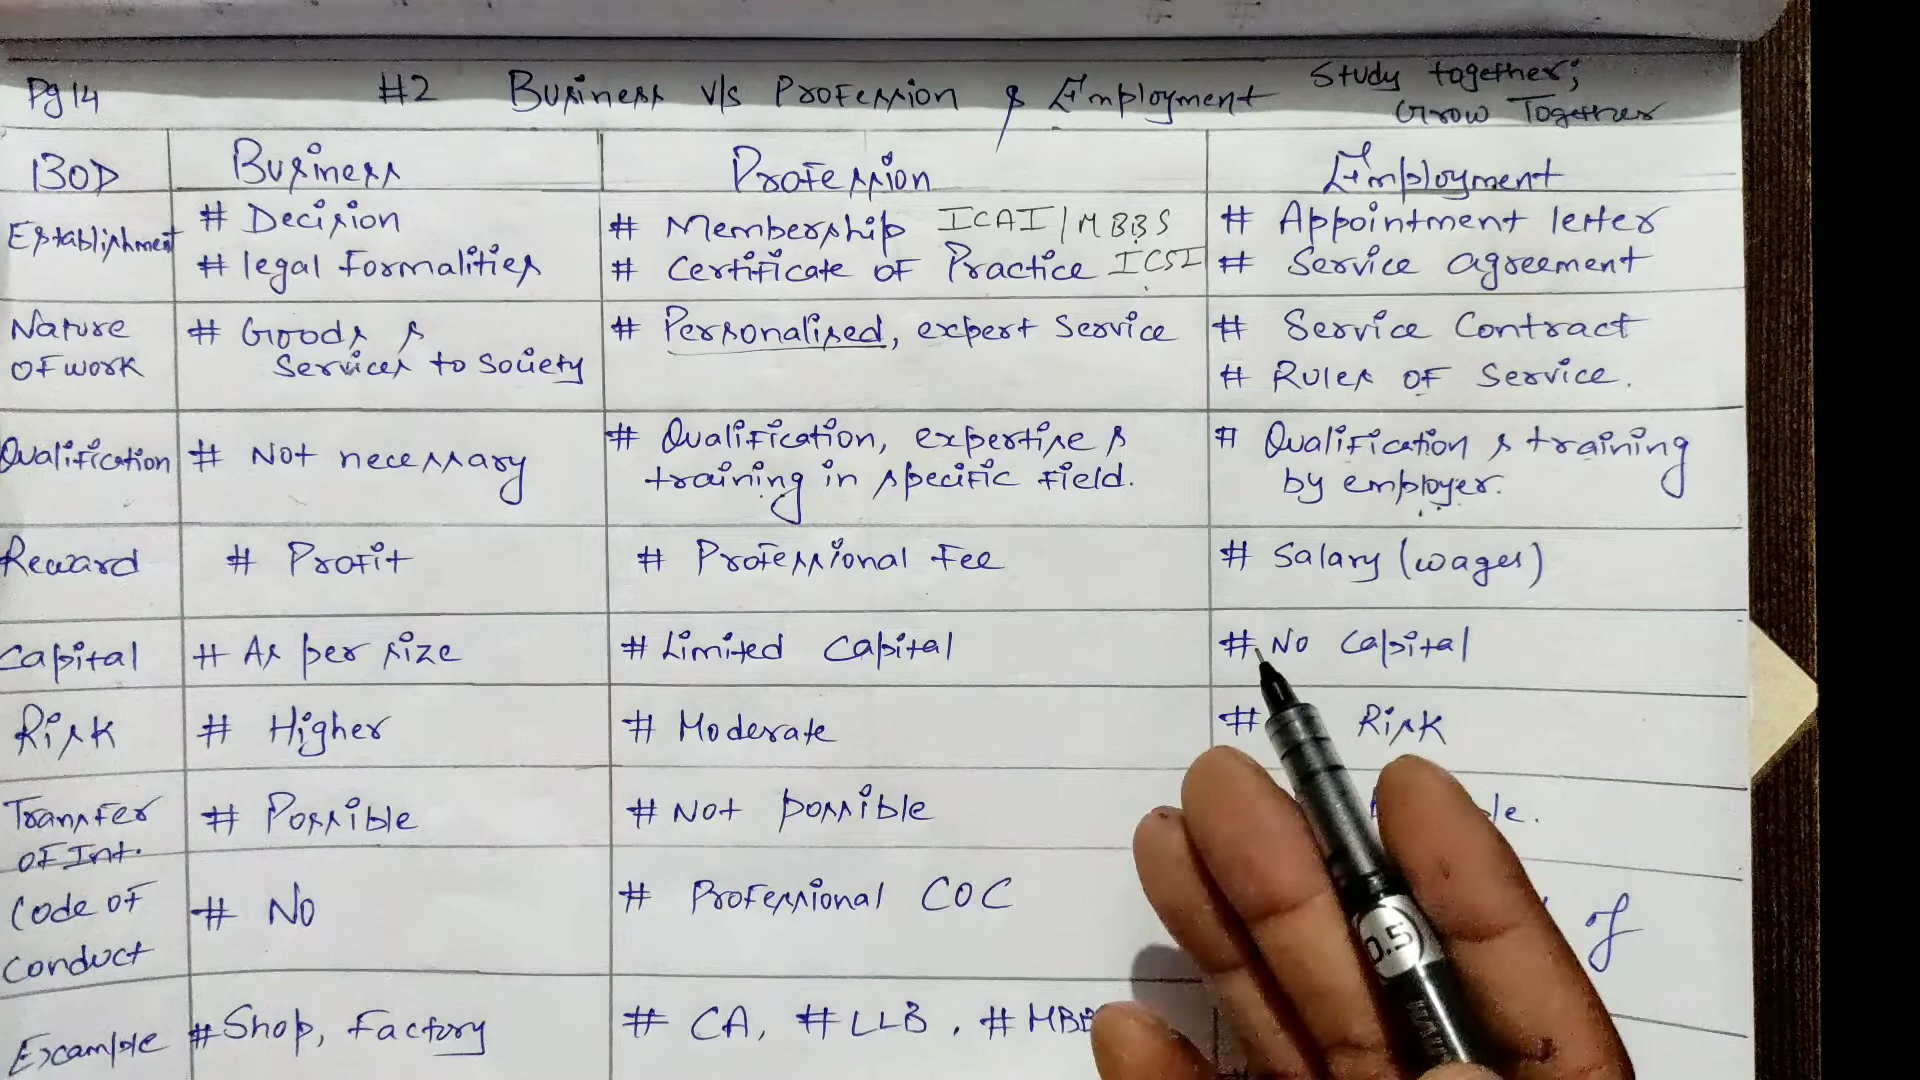 Pg 14 #2 Business v/s Profession & Employment Study together;
Grow Together
BOD Business Profession Employment
Establishment # Decision # Membership ICAI/MBBS # Appointment letter
# legal Formalities # Certificate of Practice ICSI # Service agreement
Nature # Goods & # Personalised, expert Service # Service Contract
OF work Services to Society # Rules OF Service.
Qualification # Not necessary # Qualification, expertise & # Qualification & training
training in specific Field. by employer.
Reward # Profit # Professional Fee # Salary (wages)
Capital # As per size # Limited Capital # No Capital
Risk # Higher # Moderate # Risk
Transfer # Possible # Not possible
OF Int.
Code of # No # Professional COC of
Conduct
Example # Shop, Factory # CA, # LLB, # MBB
0.5